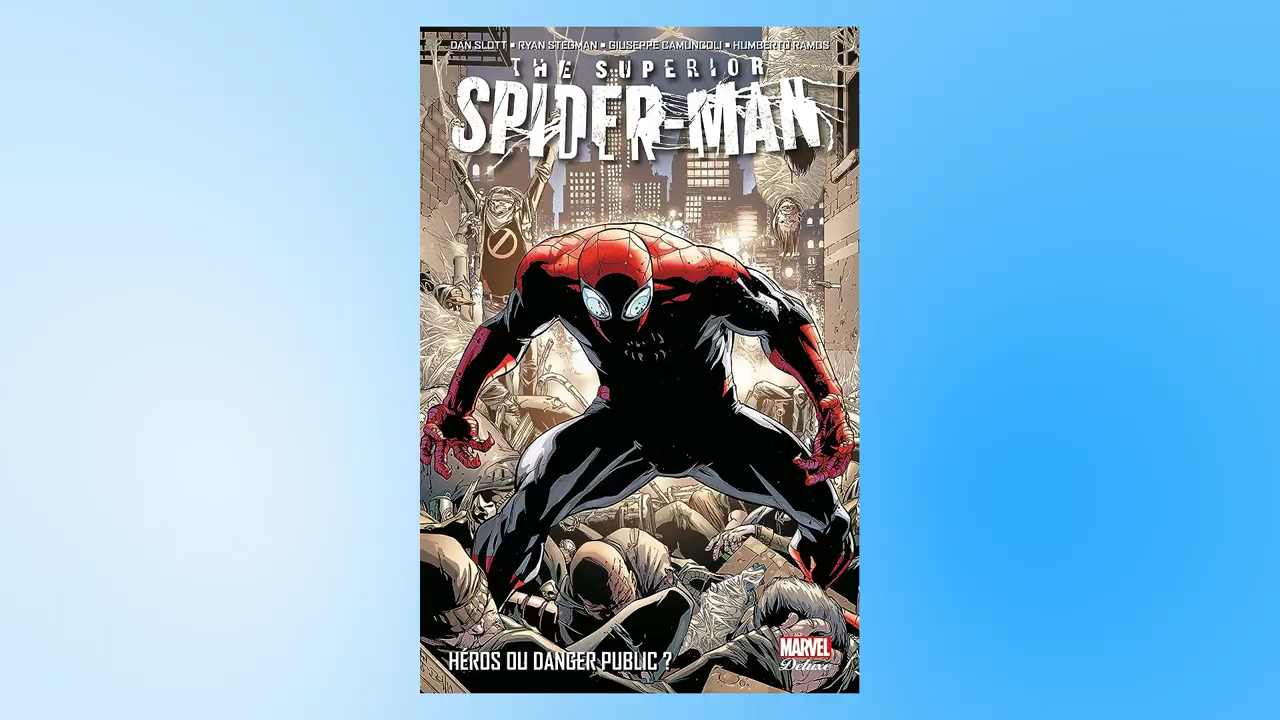 DAN SLOTT ▪ RYAN STEGMAN ▪ GIUSEPPE CAMUNCOLI ▪ HUMBERTO RAMOS
THE SUPERIOR
SPIDER-MAN
HÉROS OU DANGER PUBLIC ?
MARVEL
Deluxe